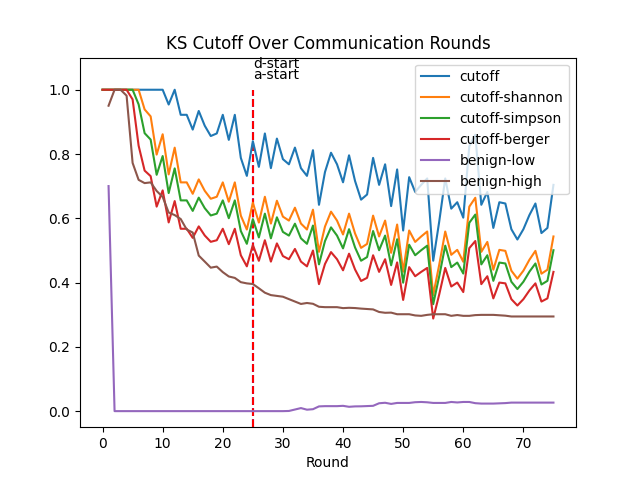 KS Cutoff Over Communication Rounds
d-start
a-start
cutoff
cutoff-shannon
cutoff-simpson
cutoff-berger
benign-low
benign-high
1.0
0.8
0.6
0.4
0.2
0.0
0 10 20 30 40 50 60 70
Round